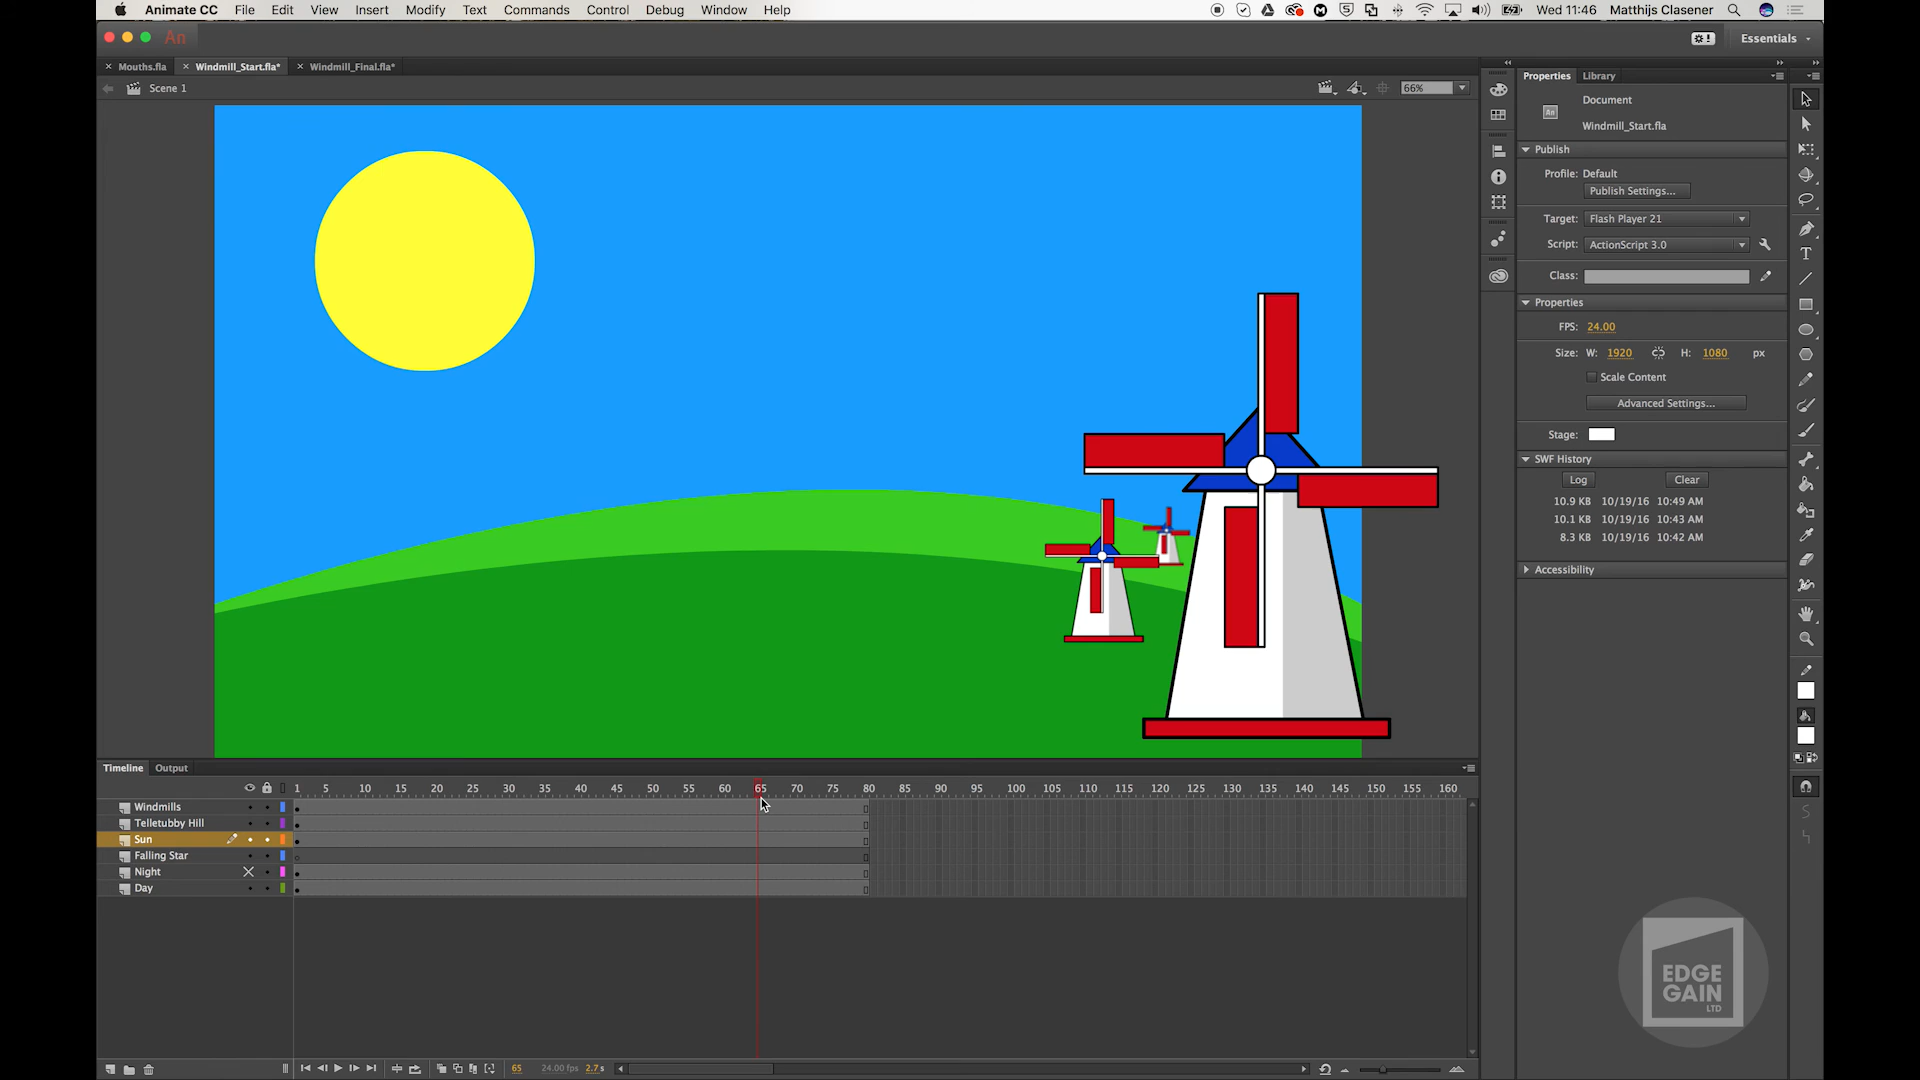 Animate CC File Edit View Insert Modify Text Commands Control Debug Window Help Wed 11:46 Matthijs Clasener
An Essentials
Mouths.fla Windmill_Start.fla* Windmill_Final.fla*
Scene 1 66%
Properties Library
Document
An Windmill_Start.fla
Publish
Profile: Default
Publish Settings...
Target: Flash Player 21
Script: ActionScript 3.0
Class:
Properties
FPS: 24.00
Size: W: 1920 H: 1080 px
Scale Content
Advanced Settings...
Stage:
SWF History
Log Clear
10.9 KB 10/19/16 10:49 AM
10.1 KB 10/19/16 10:43 AM
8.3 KB 10/19/16 10:42 AM
Accessibility
Timeline Output
1 5 10 15 20 25 30 35 40 45 50 55 60 65 70 75 80 85 90 95 100 105 110 115 120 125 130 135 140 145 150 155 160
Windmills
Telletubby Hill
Sun
Falling Star
Night
Day
65 24.00 fps 2.7 s
EDGE
GAIN
LTD